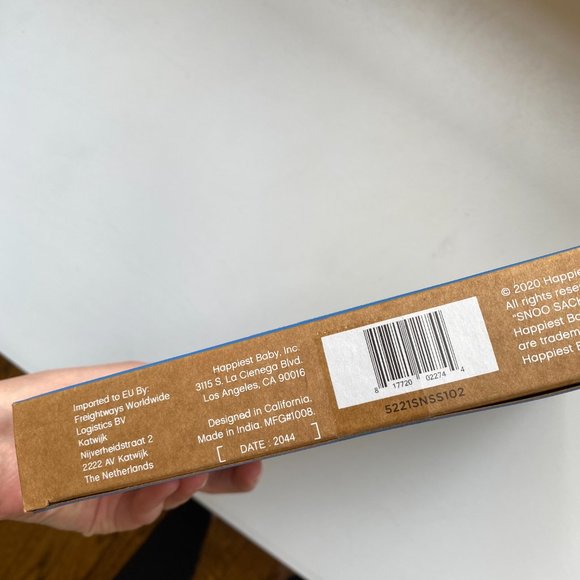 Imported to EU By:
Freightways Worldwide
Logistics BV
Katwijk
Nijverheidstraat 2
2222 AV Katwijk
The Netherlands
Happiest Baby, Inc.
3115 S. La Cienega Blvd.
Los Angeles, CA 90016
Designed in California.
Made in India. MFG#1008.
[ DATE : 2044 ]
8 17720 02274 4
5221SNSS102
© 2020 Happies
All rights rese
"SNOO SAC
Happiest Ba
are tradem
Happiest B